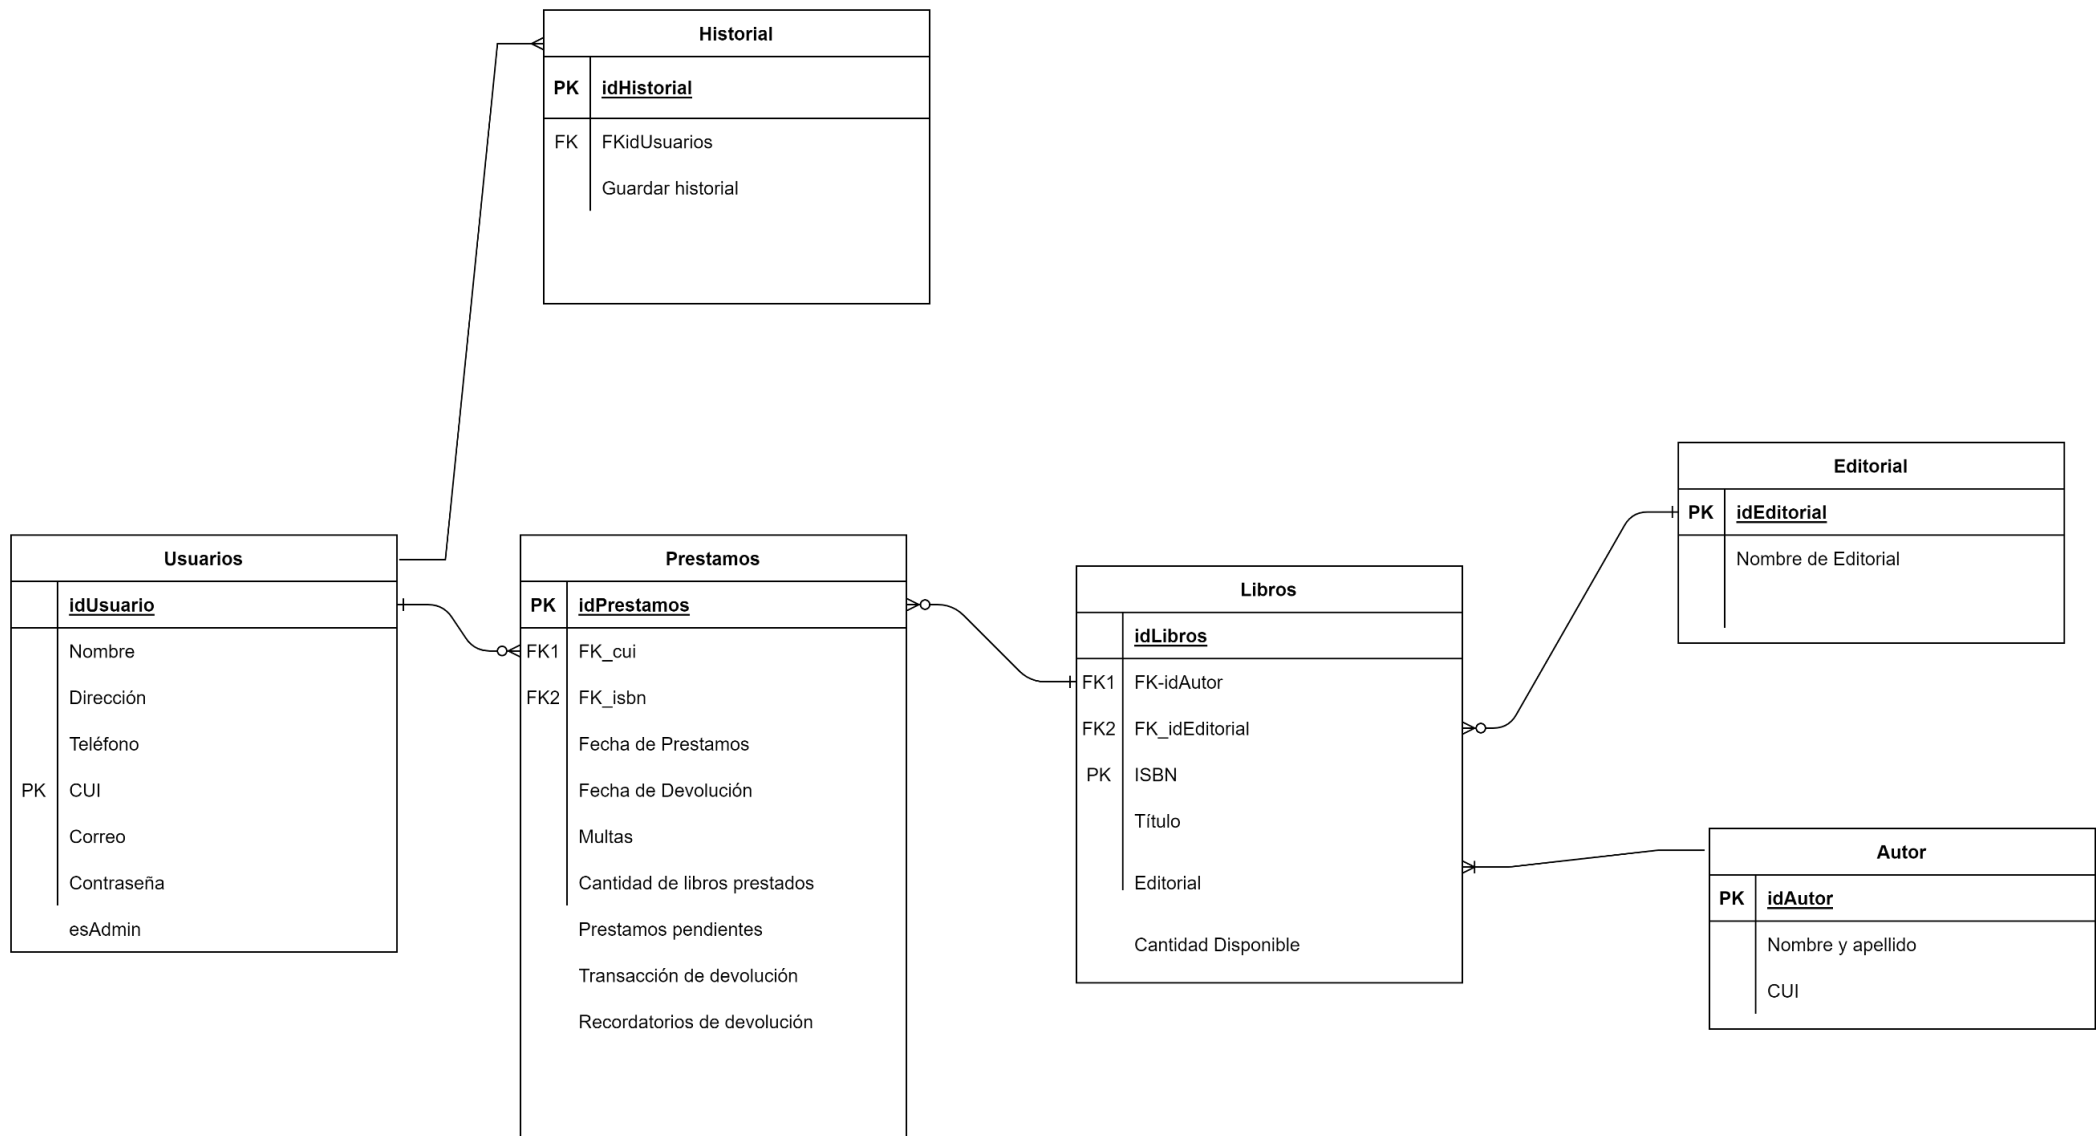 Historial
PK idHistorial
FK FKidUsuarios
Guardar historial
Usuarios
idUsuario
Nombre
Dirección
Teléfono
PK CUI
Correo
Contraseña
esAdmin
Prestamos
PK idPrestamos
FK1 FK_cui
FK2 FK_isbn
Fecha de Prestamos
Fecha de Devolución
Multas
Cantidad de libros prestados
Prestamos pendientes
Transacción de devolución
Recordatorios de devolución
Libros
idLibros
FK1 FK-idAutor
FK2 FK_idEditorial
PK ISBN
Título
Editorial
Cantidad Disponible
Editorial
PK idEditorial
Nombre de Editorial
Autor
PK idAutor
Nombre y apellido
CUI